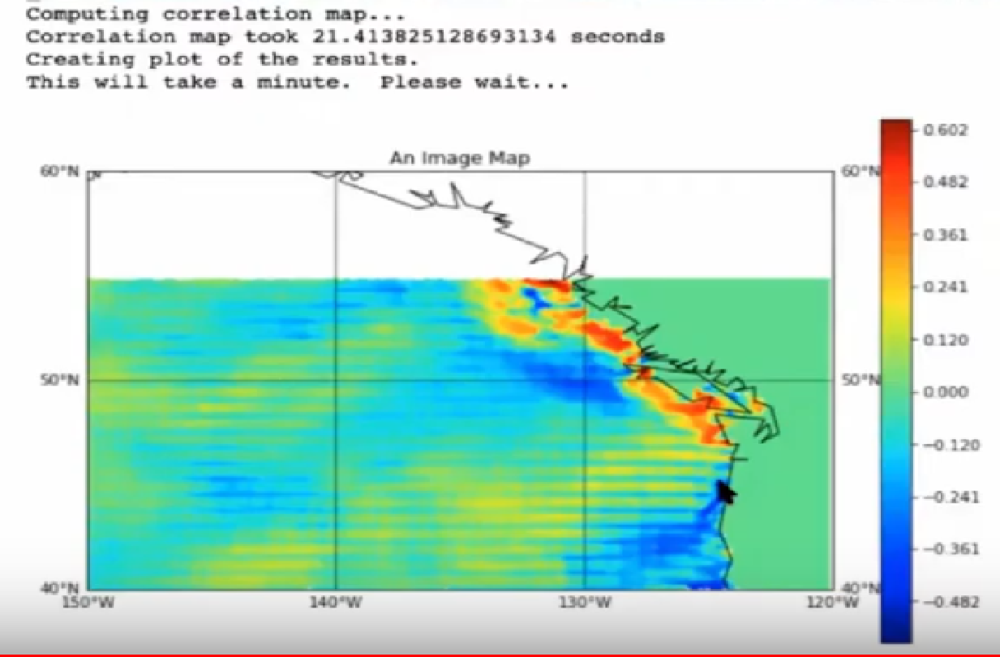 Computing correlation map...
Correlation map took 21.413825128693134 seconds
Creating plot of the results.
This will take a minute.  Please wait...
An Image Map
60°N
60°N
50°N
50°N
40°N
40°N
150°W
140°W
130°W
120°W
0.602
0.482
0.361
0.241
0.120
0.000
−0.120
−0.241
−0.361
−0.482